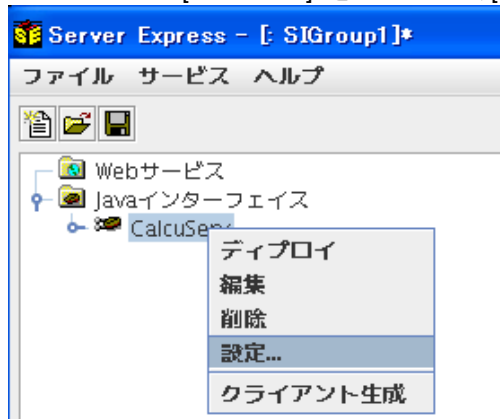 Server Express - [: SIGroup1]*
ファイル サービス ヘルプ
Webサービス
Javaインターフェイス
CalcuServ
ディプロイ
編集
削除
設定...
クライアント生成